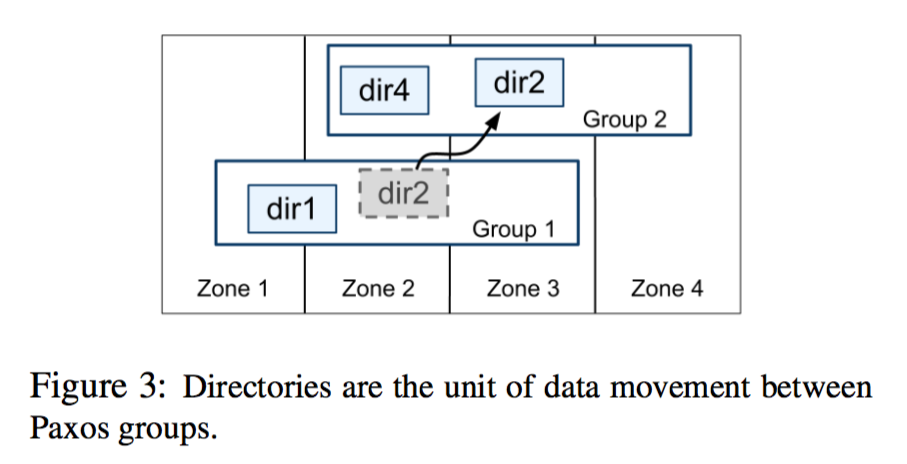 dir4
dir2
Group 2
dir1
dir2
Group 1
Zone 1
Zone 2
Zone 3
Zone 4
Figure 3: Directories are the unit of data movement between
Paxos groups.